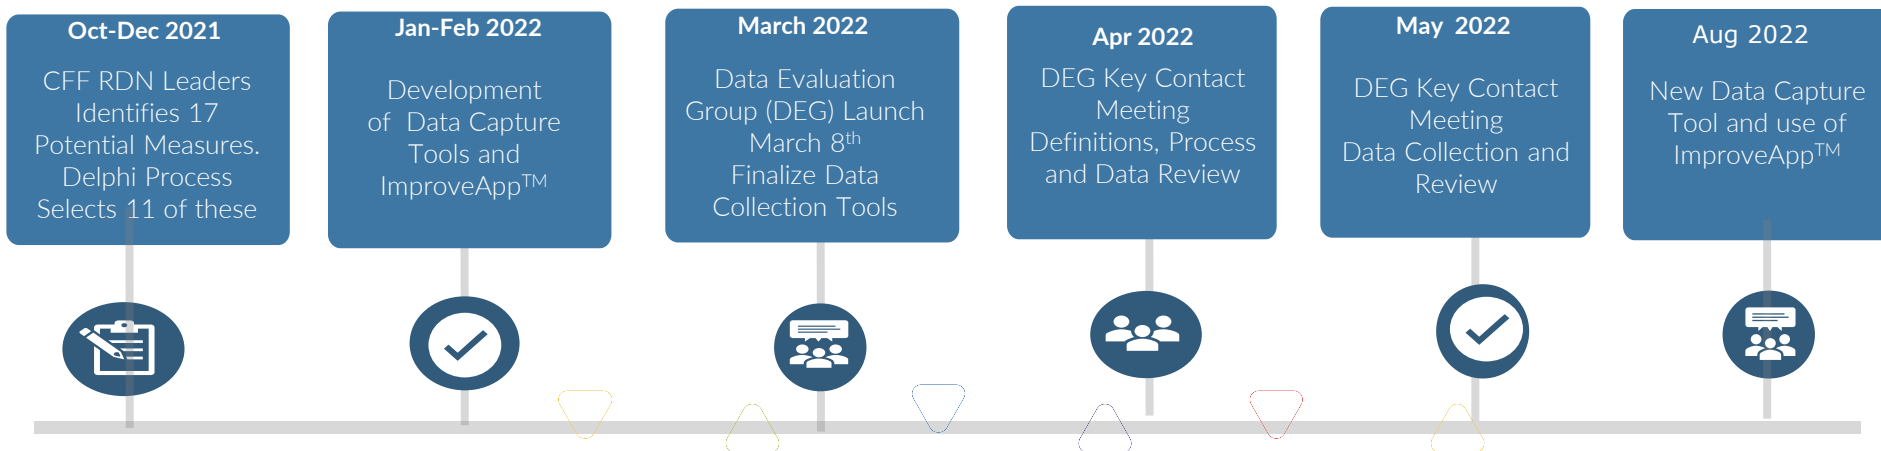 Oct-Dec 2021
CFF RDN Leaders
Identifies 17
Potential Measures.
Delphi Process
Selects 11 of these
Jan-Feb 2022
Development
of Data Capture
Tools and
ImproveApp™
March 2022
Data Evaluation
Group (DEG) Launch
March 8th
Finalize Data
Collection Tools
Apr 2022
DEG Key Contact
Meeting
Definitions, Process
and Data Review
May 2022
DEG Key Contact
Meeting
Data Collection and
Review
Aug 2022
New Data Capture
Tool and use of
ImproveApp™